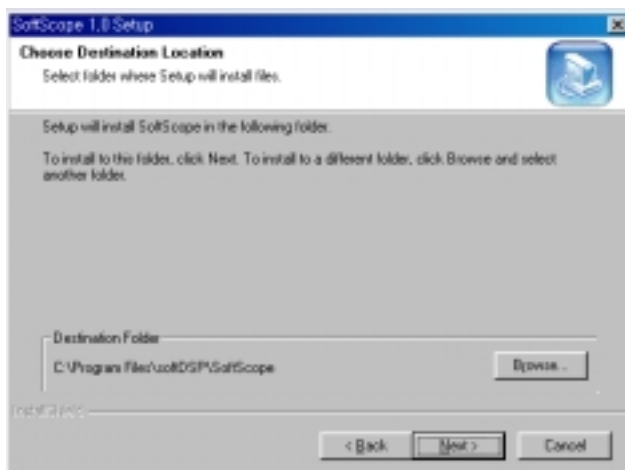 SoftScope 1.0 Setup
Choose Destination Location
Select folder where Setup will install files.
Setup will install SoftScope in the following folder.
To install to this folder, click Next. To install to a different folder, click Browse and select
another folder.
Destination Folder
C:\Program Files\softDSP\SoftScope
Browse...
InstallShield
< Back
Next >
Cancel